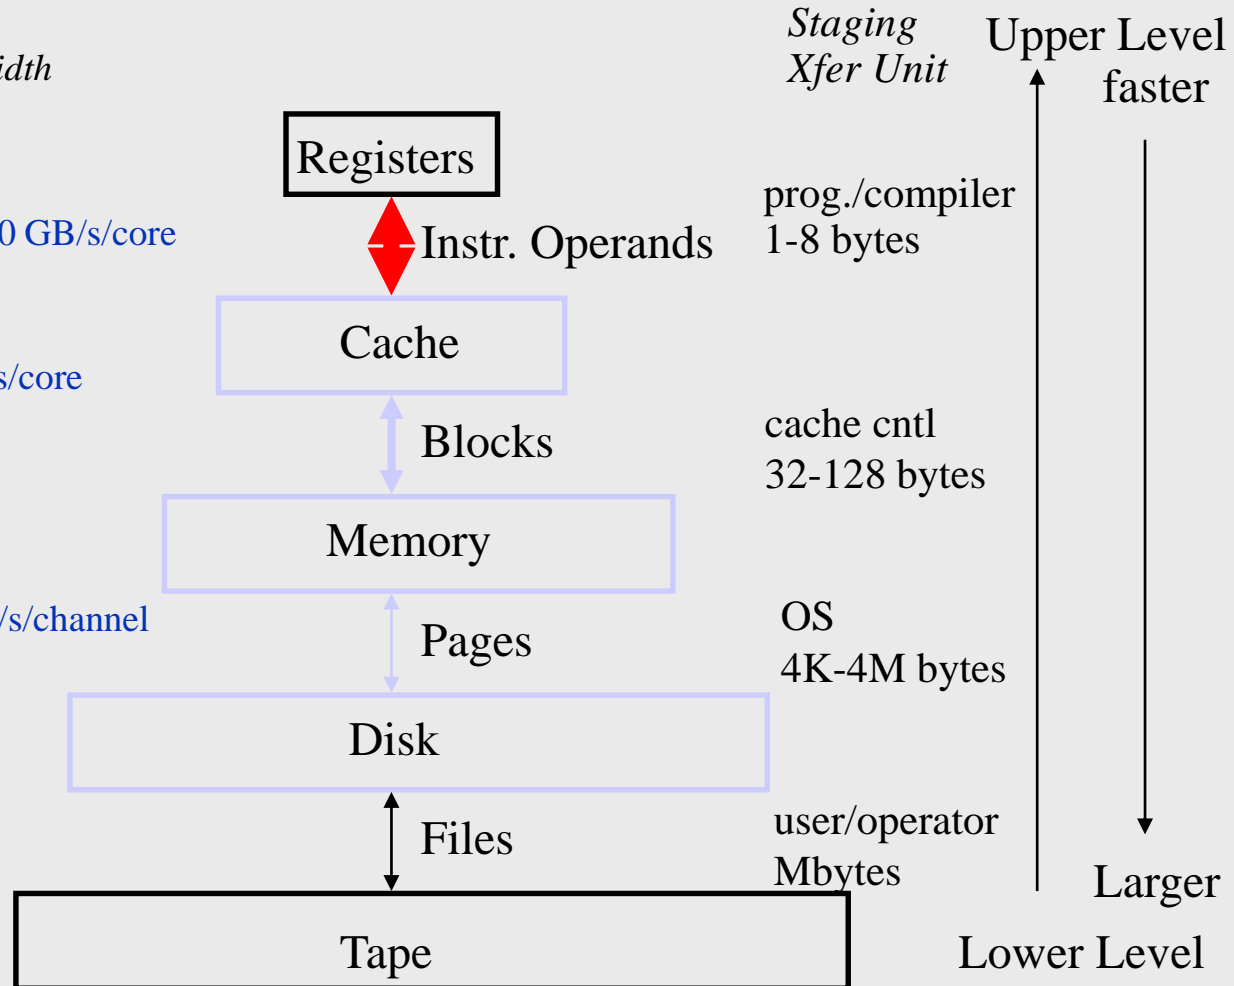 Staging
Xfer Unit
Upper Level
faster
Registers
prog./compiler
1-8 bytes
GB/s/core
Instr. Operands
Cache
s/core
Blocks
cache cntl
32-128 bytes
Memory
/s/channel
Pages
OS
4K-4M bytes
Disk
Files
user/operator
Mbytes
Larger
Tape
Lower Level